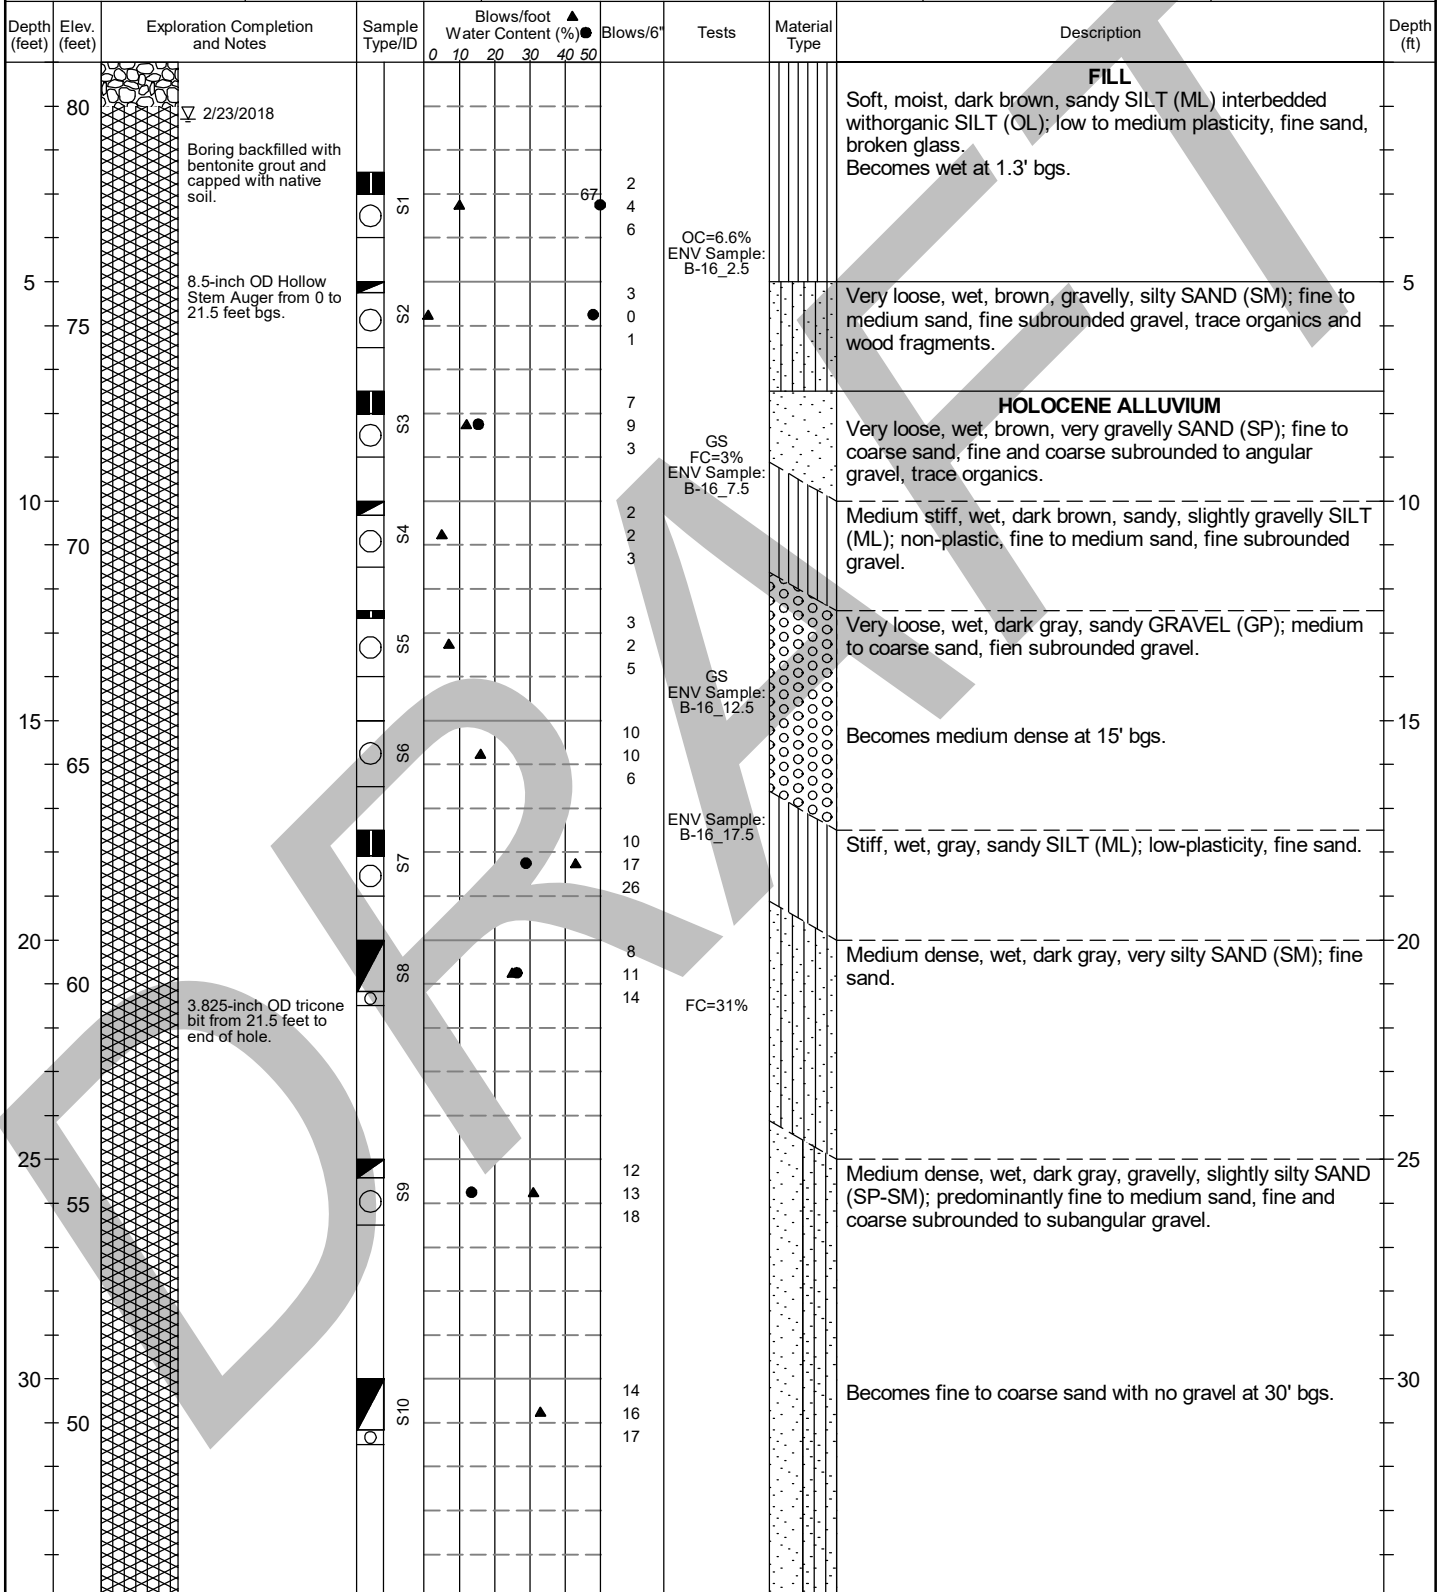 Depth (feet)
Elev. (feet)
Exploration Completion and Notes
Sample Type/ID
Blows/foot ▲
Water Content (%)●
0 10 20 30 40 50
Blows/6"
Tests
Material Type
Description
Depth (ft)
80
2/23/2018
Boring backfilled with
bentonite grout and
capped with native
soil.
FILL
Soft, moist, dark brown, sandy SILT (ML) interbedded
withorganic SILT (OL); low to medium plasticity, fine sand,
broken glass.
Becomes wet at 1.3' bgs.
S1
67
2
4
6
OC=6.6%
ENV Sample:
B-16_2.5
5
8.5-inch OD Hollow
Stem Auger from 0 to
21.5 feet bgs.
75
S2
3
0
1
Very loose, wet, brown, gravelly, silty SAND (SM); fine to
medium sand, fine subrounded gravel, trace organics and
wood fragments.
5
S3
7
9
3
GS
FC=3%
ENV Sample:
B-16_7.5
HOLOCENE ALLUVIUM
Very loose, wet, brown, very gravelly SAND (SP); fine to
coarse sand, fine and coarse subrounded to angular
gravel, trace organics.
10
70
S4
2
2
3
Medium stiff, wet, dark brown, sandy, slightly gravelly SILT
(ML); non-plastic, fine to medium sand, fine subrounded
gravel.
10
S5
3
2
5
GS
ENV Sample:
B-16_12.5
Very loose, wet, dark gray, sandy GRAVEL (GP); medium
to coarse sand, fien subrounded gravel.
15
65
S6
10
10
6
Becomes medium dense at 15' bgs.
15
ENV Sample:
B-16_17.5
S7
10
17
26
Stiff, wet, gray, sandy SILT (ML); low-plasticity, fine sand.
20
60
S8
8
11
14
FC=31%
Medium dense, wet, dark gray, very silty SAND (SM); fine
sand.
20
3.825-inch OD tricone
bit from 21.5 feet to
end of hole.
25
55
S9
12
13
18
Medium dense, wet, dark gray, gravelly, slightly silty SAND
(SP-SM); predominantly fine to medium sand, fine and
coarse subrounded to subangular gravel.
25
30
50
S10
14
16
17
Becomes fine to coarse sand with no gravel at 30' bgs.
30
DRAFT